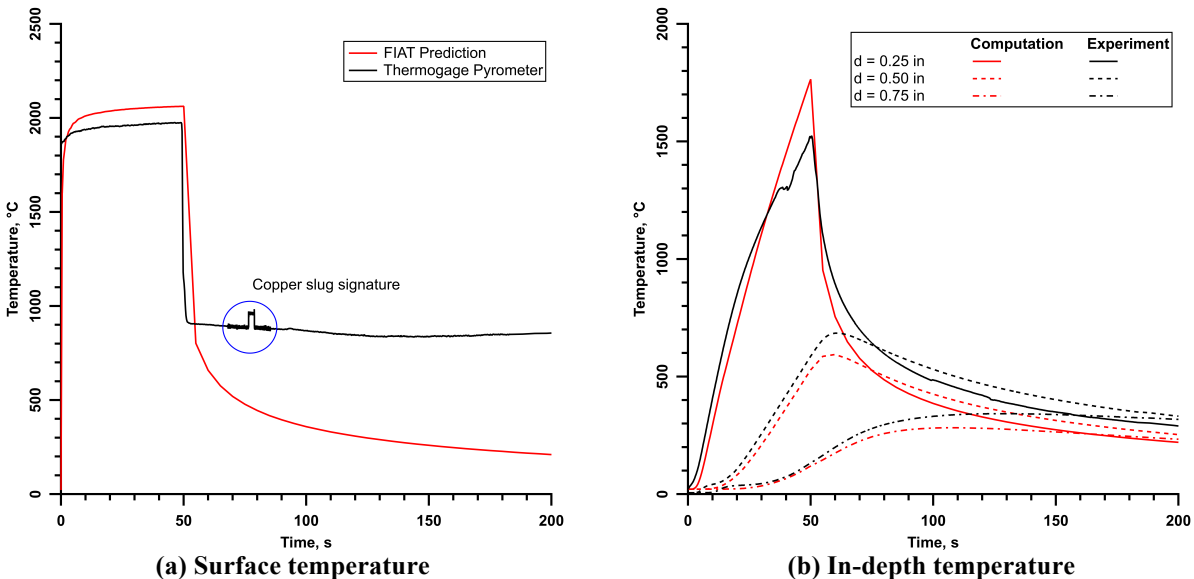 2500
2000
1500
1000
500
0
Temperature, °C
FIAT Prediction
Thermogage Pyrometer
Copper slug signature
0 50 100 150 200
Time, s
(a) Surface temperature
2000
1500
1000
500
0
Temperature, °C
Computation Experiment
d = 0.25 in
d = 0.50 in
d = 0.75 in
0 50 100 150 200
Time, s
(b) In-depth temperature